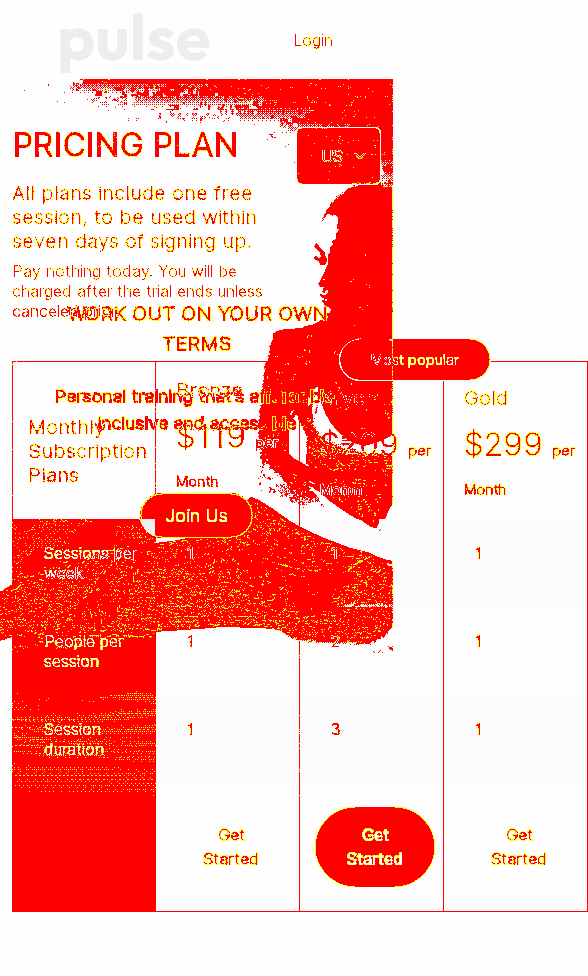 pulse
Login
PRICING PLAN
US
All plans include one free
session, to be used within
seven days of signing up.
Pay nothing today. You will be
charged after the trial ends unless
WORK OUT ON YOUR OWN
TERMS
Most popular
Personal training that's affordable,
inclusive and accessible
Bronze
Gold
Monthly
Subscription
Plans
$119 per
Month
per
Month
$299 per
Month
Join Us
Sessions per
week
1
1
1
People per
session
1
2
1
Session
duration
1
3
1
Get
Started
Get
Started
Get
Started